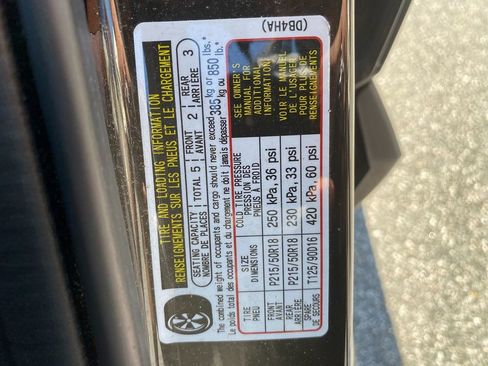 TIRE AND LOADING INFORMATION
RENSEIGNEMENTS SUR LES PNEUS ET LE CHARGEMENT
SEATING CAPACITY TOTAL 5 FRONT 2 REAR 3
NOMBRE DE PLACES AVANT ARRIÈRE
The combined weight of occupants and cargo should never exceed 385 kg or 850 lbs.*
Le poids total des occupants et du chargement ne doit jamais dépasser kg ou lb.*
TIRE SIZE COLD TIRE PRESSURE SEE OWNER'S MANUAL FOR ADDITIONAL INFORMATION
PNEU DIMENSIONS PRESSION DES PNEUS À FROID VOIR LE MANUEL DE L'USAGER POUR PLUS DE RENSEIGNEMENTS
FRONT AVANT P215/50R18 250 kPa, 36 psi
REAR ARRIÈRE P215/50R18 230 kPa, 33 psi
SPARE DE SECOURS T125/90D16 420 kPa, 60 psi
(DB4HA)